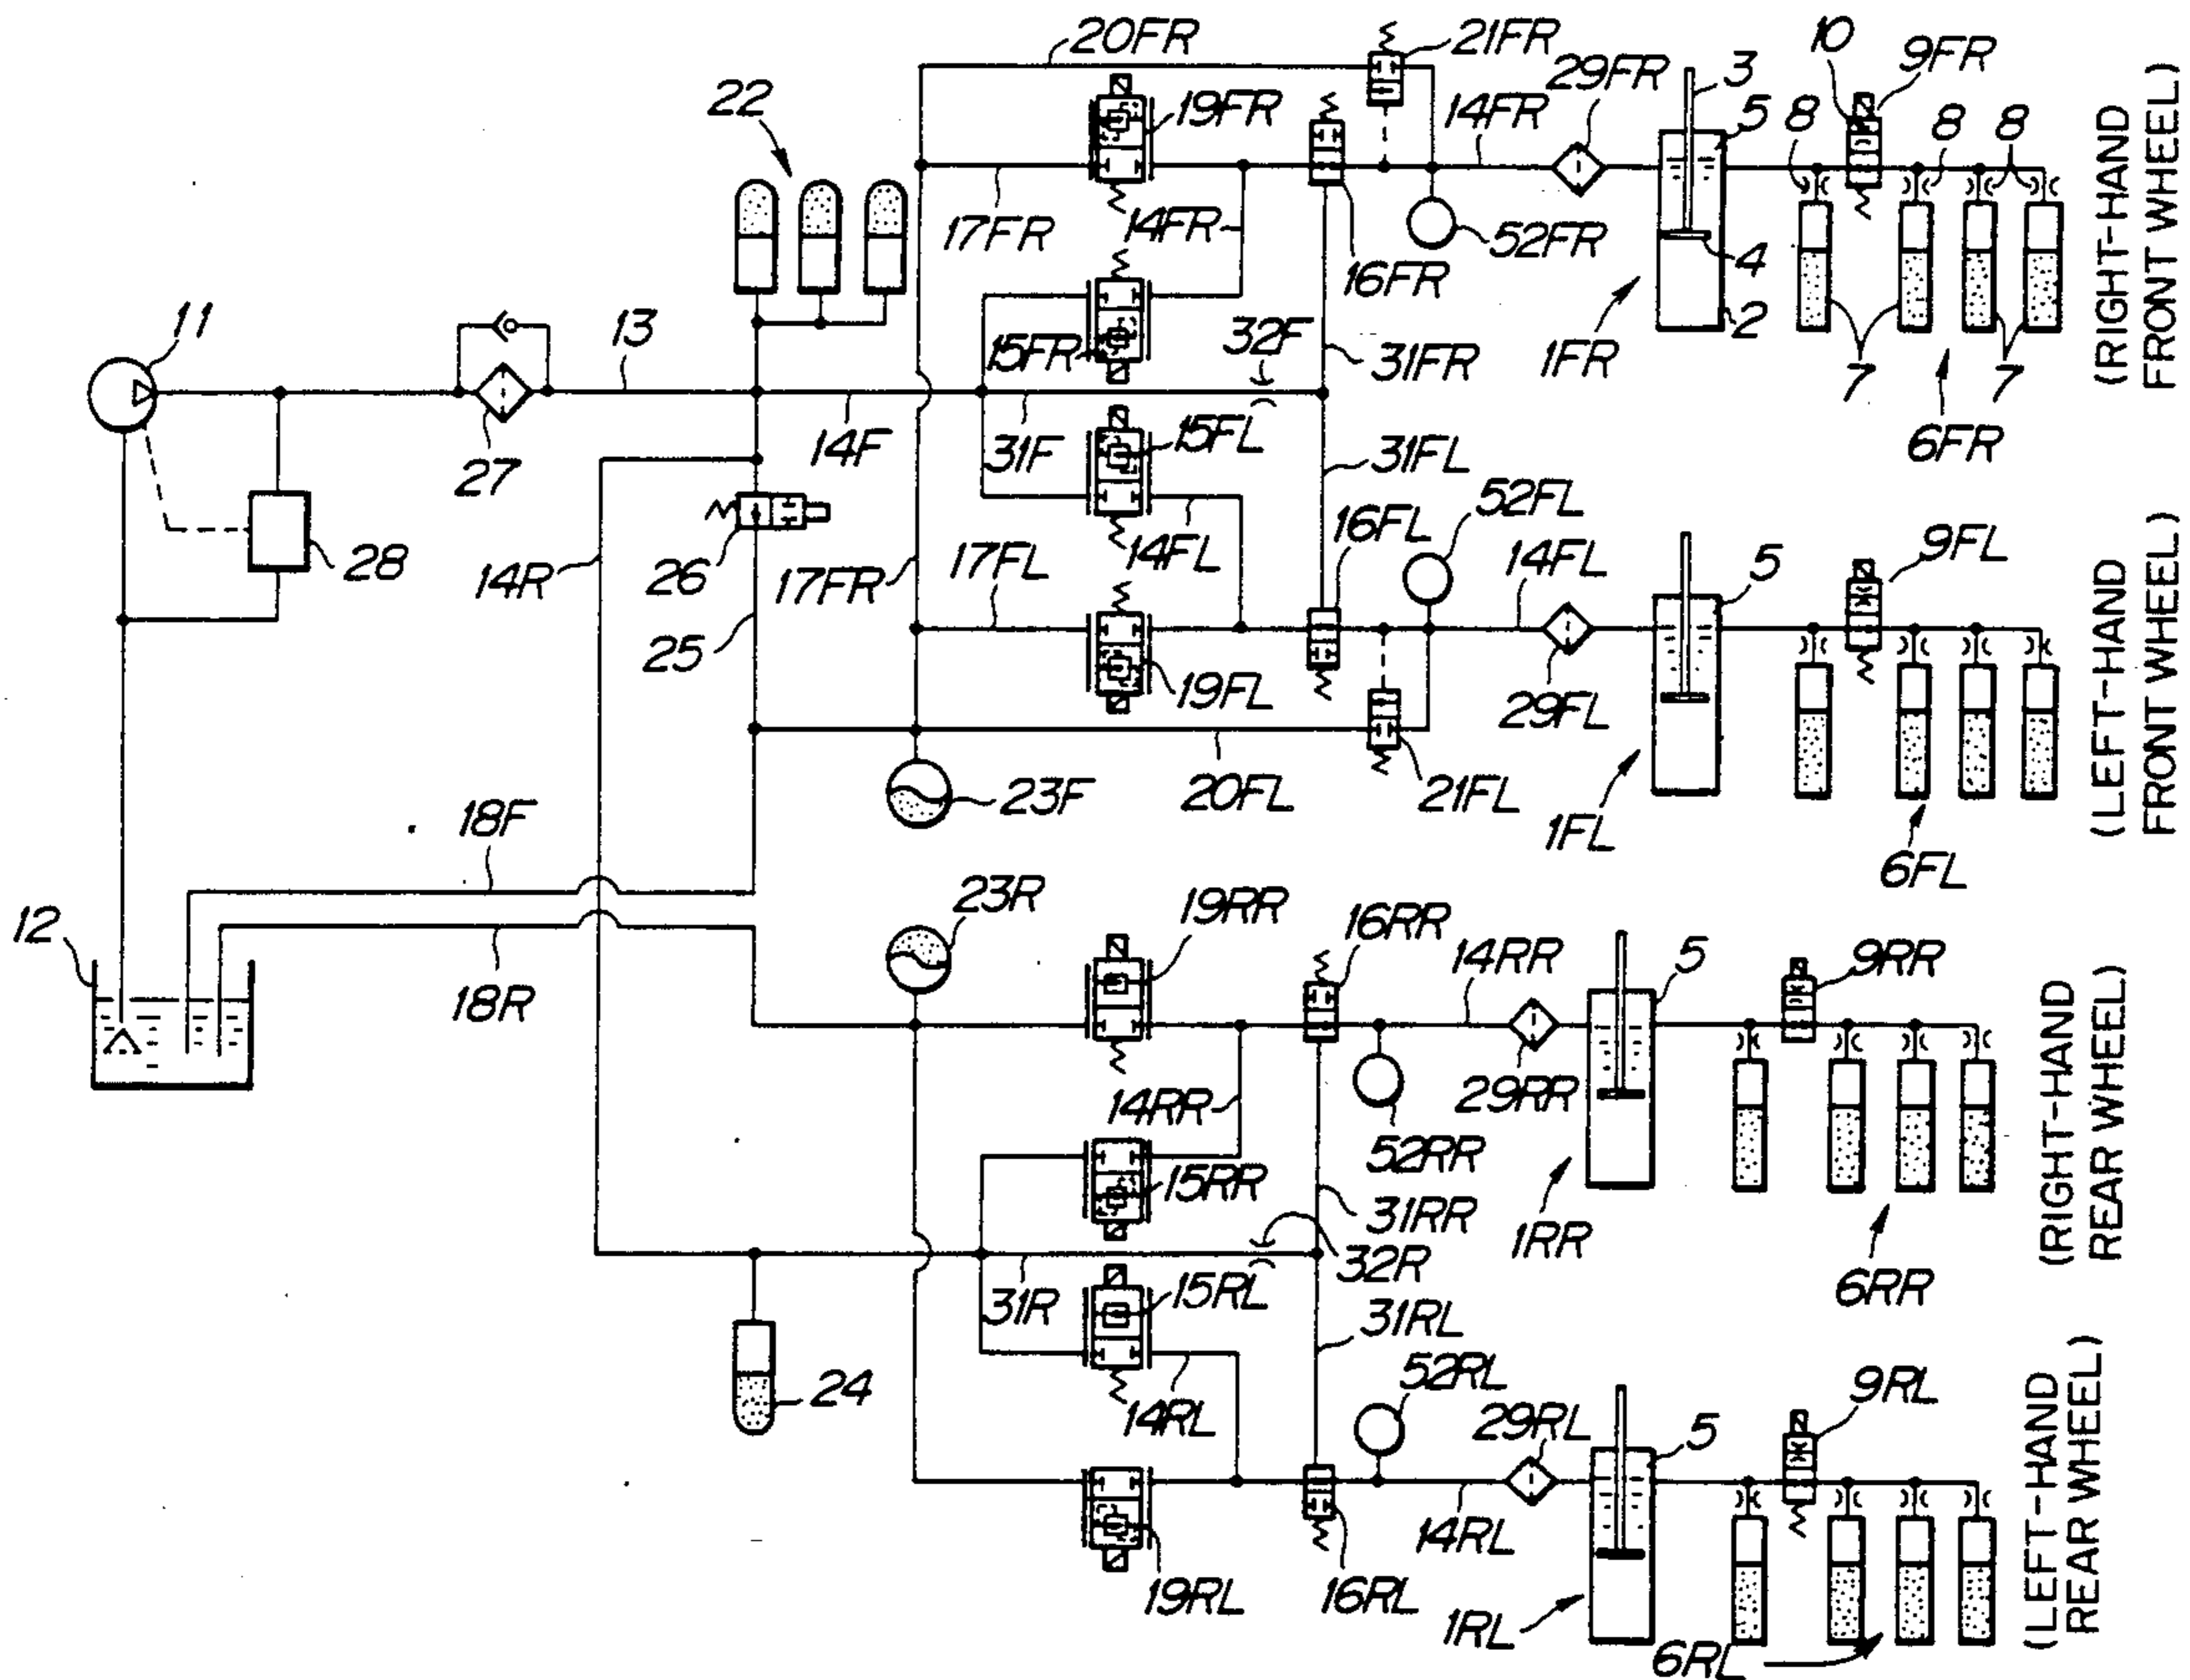 20FR
21FR
10
9FR
29FR
3
22
19FR
14FR
5
8
8
8
(RIGHT-HAND
FRONT WHEEL)
17FR
14FR
52FR
16FR
4
2
11
13
15FR
32F
31FR
1FR
7
7
6FR
27
14F
31F
15FL
31FL
52FL
28
14R
26
17FR
17FL
14FL
16FL
14FL
5
9FL
(LEFT-HAND
FRONT WHEEL)
25
19FL
29FL
23F
20FL
21FL
1FL
6FL
18F
12
18R
23R
19RR
16RR
14RR
5
9RR
(RIGHT-HAND
REAR WHEEL)
14RR
29RR
52RR
15RR
31RR
1RR
6RR
32R
31R
15RL
31RL
24
14RL
52RL
29RL
5
9RL
(LEFT-HAND
REAR WHEEL)
14RL
19RL
16RL
1RL
6RL